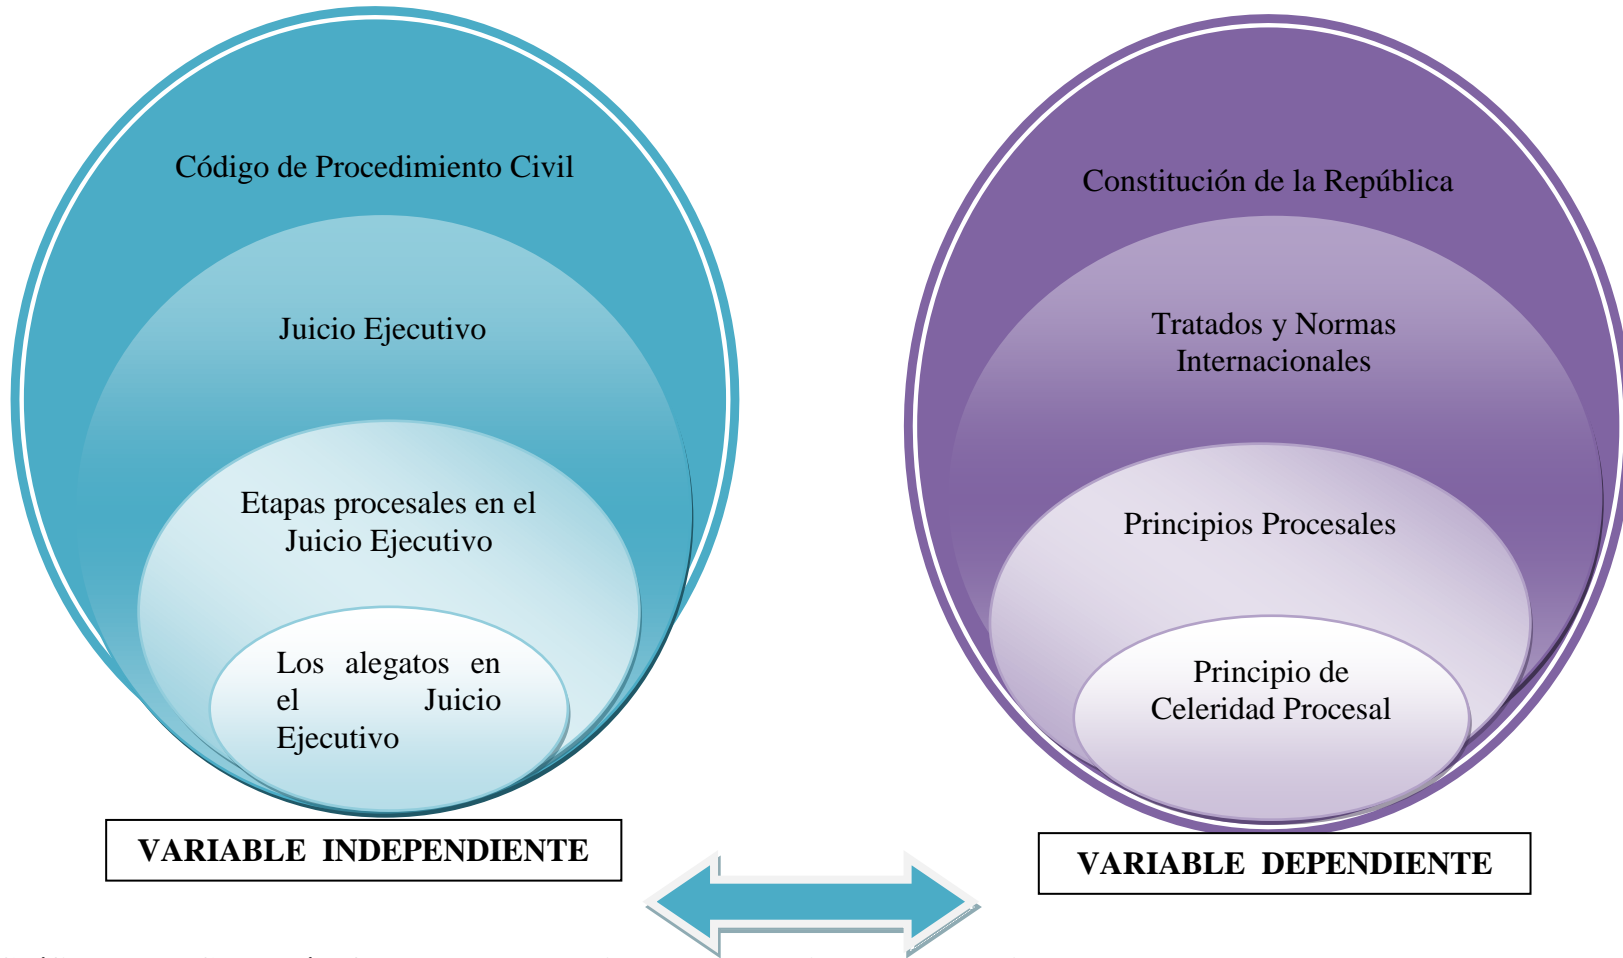 Código de Procedimiento Civil
Juicio Ejecutivo
Etapas procesales en el
Juicio Ejecutivo
Los alegatos en
el Juicio
Ejecutivo
VARIABLE INDEPENDIENTE
Constitución de la República
Tratados y Normas
Internacionales
Principios Procesales
Principio de
Celeridad Procesal
VARIABLE DEPENDIENTE